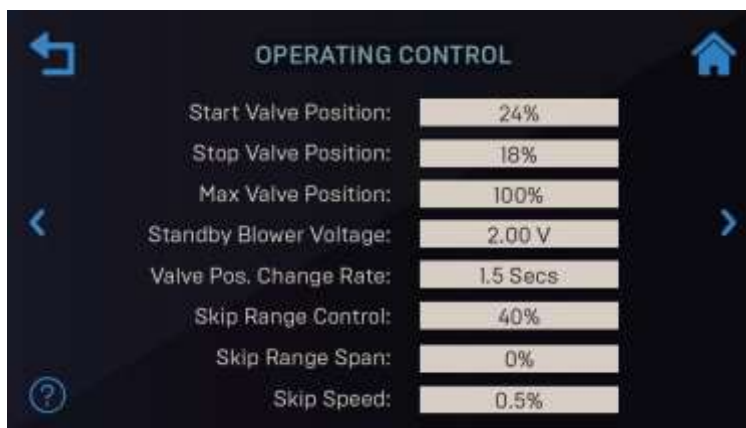 OPERATING CONTROL
Start Valve Position: 24%
Stop Valve Position: 18%
Max Valve Position: 100%
Standby Blower Voltage: 2.00 V
Valve Pos. Change Rate: 1.5 Secs
Skip Range Control: 40%
Skip Range Span: 0%
Skip Speed: 0.5%
?